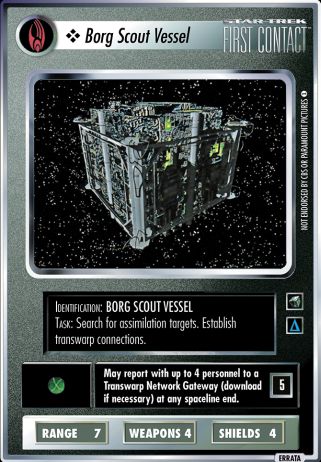 ❖ Borg Scout Vessel
STAR TREK
FIRST CONTACT
NOT ENDORSED BY CBS OR PARAMOUNT PICTURES
IDENTIFICATION: BORG SCOUT VESSEL
TASK: Search for assimilation targets. Establish
transwarp connections.
May report with up to 4 personnel to a
Transwarp Network Gateway (download
if necessary) at any spaceline end.
5
RANGE 7
WEAPONS 4
SHIELDS 4
ERRATA